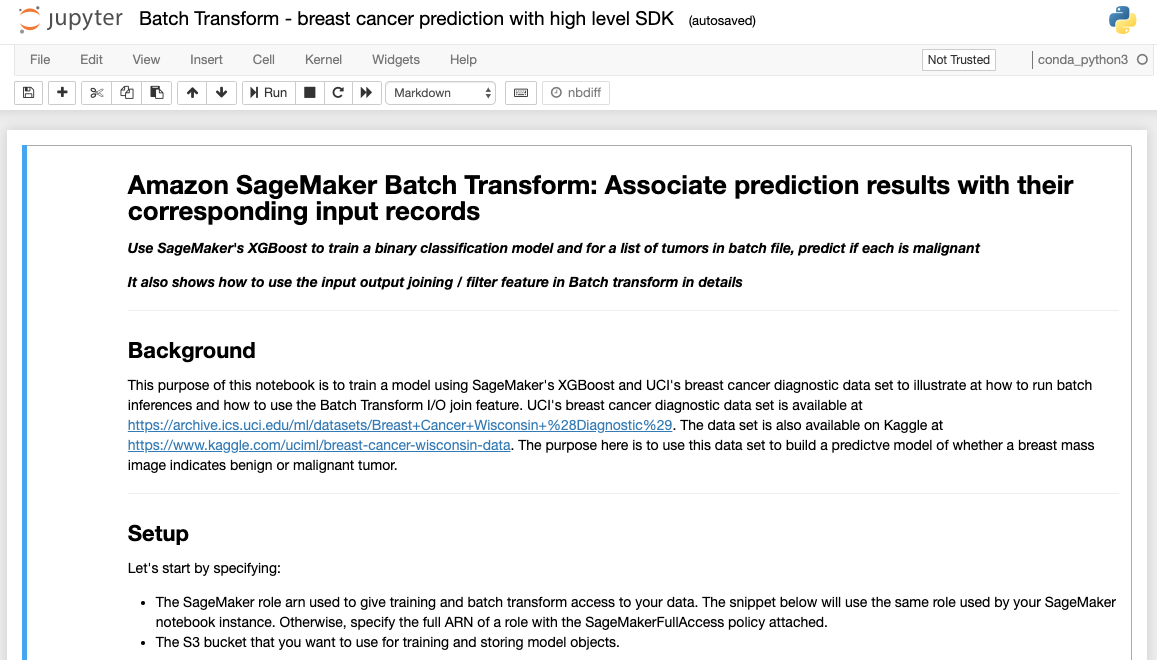 jupyter Batch Transform - breast cancer prediction with high level SDK (autosaved)
File Edit View Insert Cell Kernel Widgets Help Not Trusted conda_python3
Run Markdown nbdiff
Amazon SageMaker Batch Transform: Associate prediction results with their
corresponding input records
Use SageMaker's XGBoost to train a binary classification model and for a list of tumors in batch file, predict if each is malignant
It also shows how to use the input output joining / filter feature in Batch transform in details
Background
This purpose of this notebook is to train a model using SageMaker's XGBoost and UCI's breast cancer diagnostic data set to illustrate at how to run batch
inferences and how to use the Batch Transform I/O join feature. UCI's breast cancer diagnostic data set is available at
https://archive.ics.uci.edu/ml/datasets/Breast+Cancer+Wisconsin+%28Diagnostic%29. The data set is also available on Kaggle at
https://www.kaggle.com/uciml/breast-cancer-wisconsin-data. The purpose here is to use this data set to build a predictve model of whether a breast mass
image indicates benign or malignant tumor.
Setup
Let's start by specifying:
• The SageMaker role arn used to give training and batch transform access to your data. The snippet below will use the same role used by your SageMaker
notebook instance. Otherwise, specify the full ARN of a role with the SageMakerFullAccess policy attached.
• The S3 bucket that you want to use for training and storing model objects.